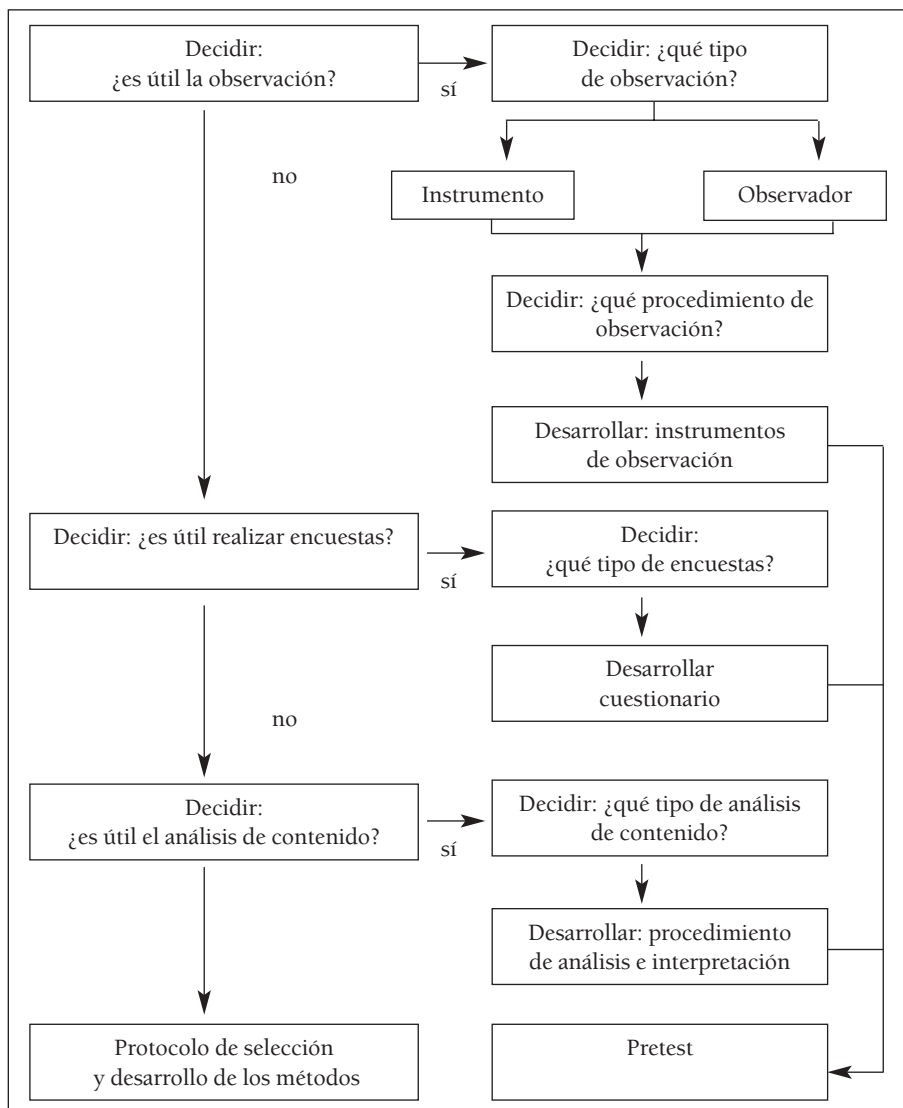 Decidir:
¿es útil la observación?
sí
Decidir: ¿qué tipo
de observación?
no
Instrumento
Observador
Decidir: ¿qué procedimiento de
observación?
Desarrollar: instrumentos
de observación
Decidir: ¿es útil realizar encuestas?
sí
Decidir:
¿qué tipo de encuestas?
Desarrollar
cuestionario
no
Decidir:
¿es útil el análisis de contenido?
sí
Decidir: ¿qué tipo de análisis
de contenido?
Desarrollar: procedimiento
de análisis e interpretación
Protocolo de selección
y desarrollo de los métodos
Pretest